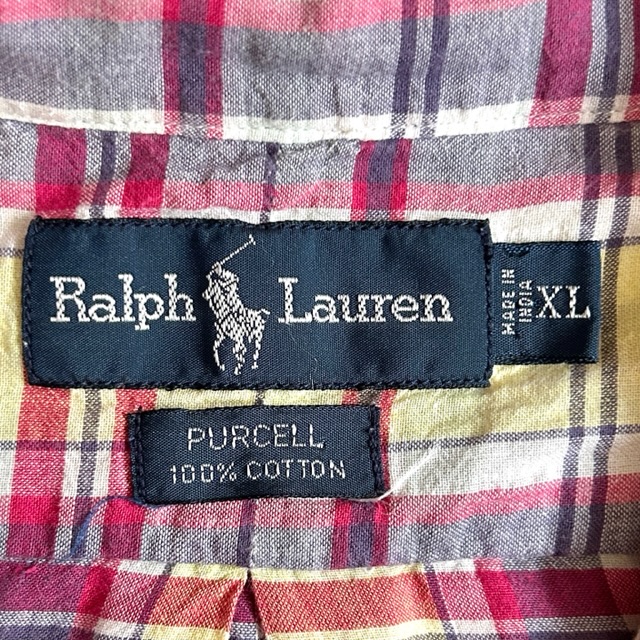 Ralph Lauren
MADE IN
INDIA
XL
PURCELL
100% COTTON